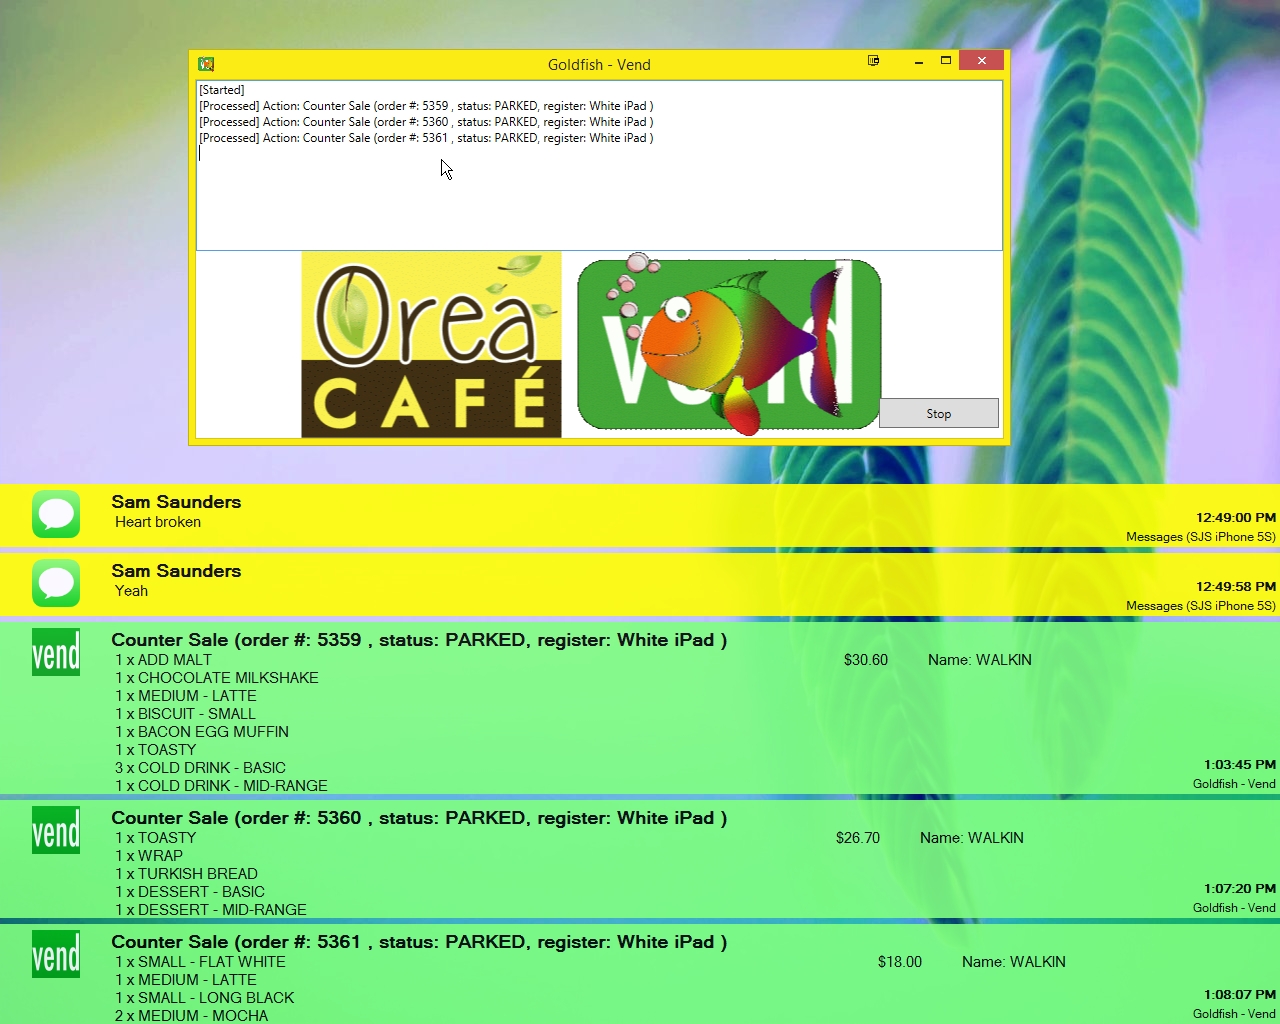 Goldfish - Vend
[Started]
[Processed] Action: Counter Sale (order #: 5359 , status: PARKED, register: White iPad )
[Processed] Action: Counter Sale (order #: 5360 , status: PARKED, register: White iPad )
[Processed] Action: Counter Sale (order #: 5361 , status: PARKED, register: White iPad )
Orea
CAFÉ
vend
Stop
Sam Saunders
Heart broken
12:49:00 PM
Messages (SJS iPhone 5S)
Sam Saunders
Yeah
12:49:58 PM
Messages (SJS iPhone 5S)
vend
Counter Sale (order #: 5359 , status: PARKED, register: White iPad )
1 x ADD MALT $30.60 Name: WALKIN
1 x CHOCOLATE MILKSHAKE
1 x MEDIUM - LATTE
1 x BISCUIT - SMALL
1 x BACON EGG MUFFIN
1 x TOASTY
3 x COLD DRINK - BASIC
1 x COLD DRINK - MID-RANGE
1:03:45 PM
Goldfish - Vend
vend
Counter Sale (order #: 5360 , status: PARKED, register: White iPad )
1 x TOASTY $26.70 Name: WALKIN
1 x WRAP
1 x TURKISH BREAD
1 x DESSERT - BASIC
1 x DESSERT - MID-RANGE
1:07:20 PM
Goldfish - Vend
vend
Counter Sale (order #: 5361 , status: PARKED, register: White iPad )
1 x SMALL - FLAT WHITE $18.00 Name: WALKIN
1 x MEDIUM - LATTE
1 x SMALL - LONG BLACK
2 x MEDIUM - MOCHA
1:08:07 PM
Goldfish - Vend